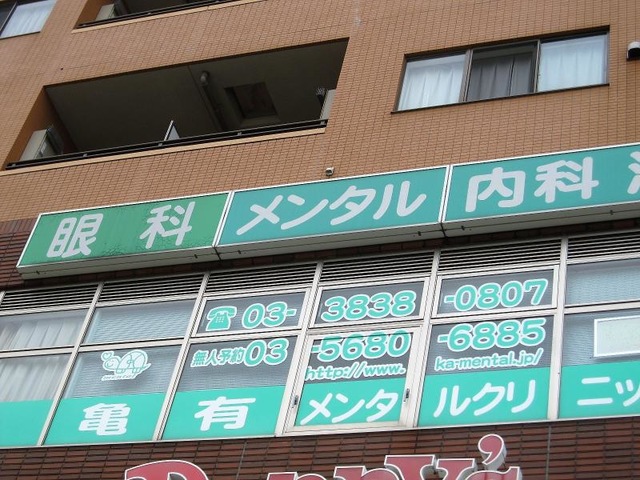 眼科 メンタル 内科
☎03-3838-0807
無人予約03-5680-6885
http://www.ka-mental.jp/
亀有メンタルクリニッ
Denny's